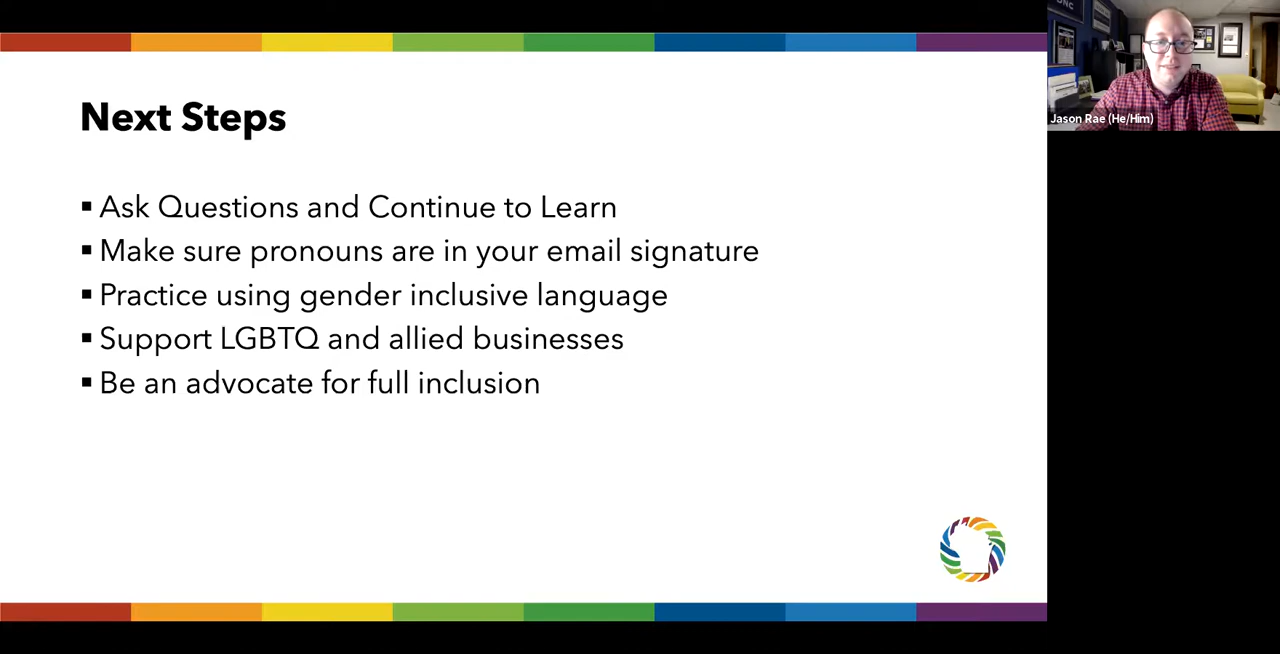 Next Steps
Ask Questions and Continue to Learn
Make sure pronouns are in your email signature
Practice using gender inclusive language
Support LGBTQ and allied businesses
Be an advocate for full inclusion
Jason Rae (He/Him)